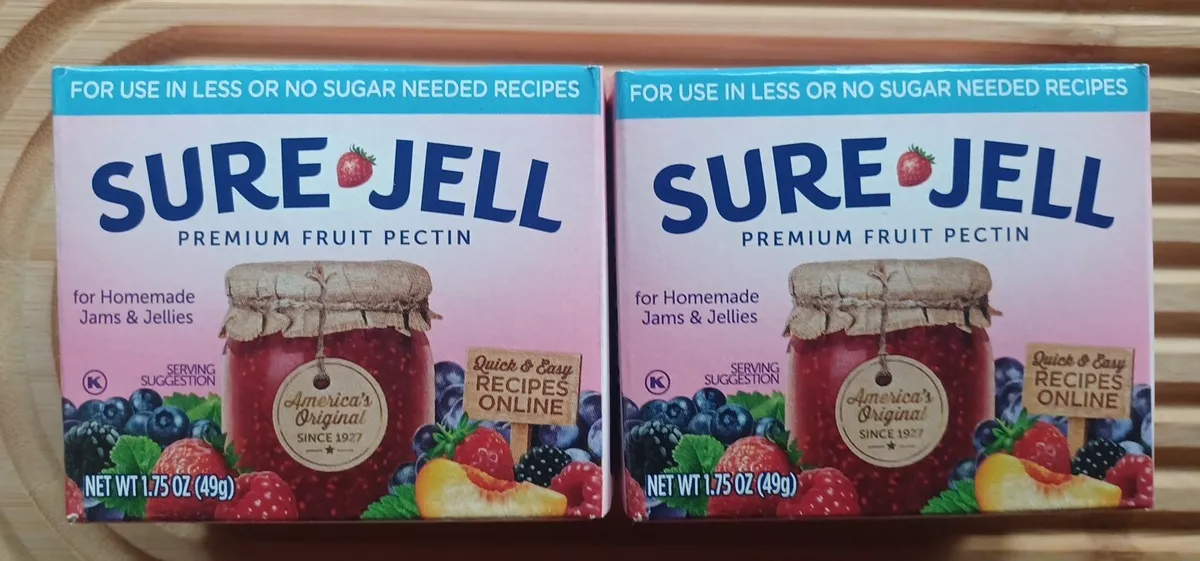 FOR USE IN LESS OR NO SUGAR NEEDED RECIPES
SURE JELL
PREMIUM FRUIT PECTIN
for Homemade
Jams & Jellies
K
SERVING
SUGGESTION
America's
Original
SINCE 1927
Quick & Easy
RECIPES
ONLINE
NET WT 1.75 OZ (49g)
FOR USE IN LESS OR NO SUGAR NEEDED RECIPES
SURE JELL
PREMIUM FRUIT PECTIN
for Homemade
Jams & Jellies
K
SERVING
SUGGESTION
America's
Original
SINCE 1927
Quick & Easy
RECIPES
ONLINE
NET WT 1.75 OZ (49g)